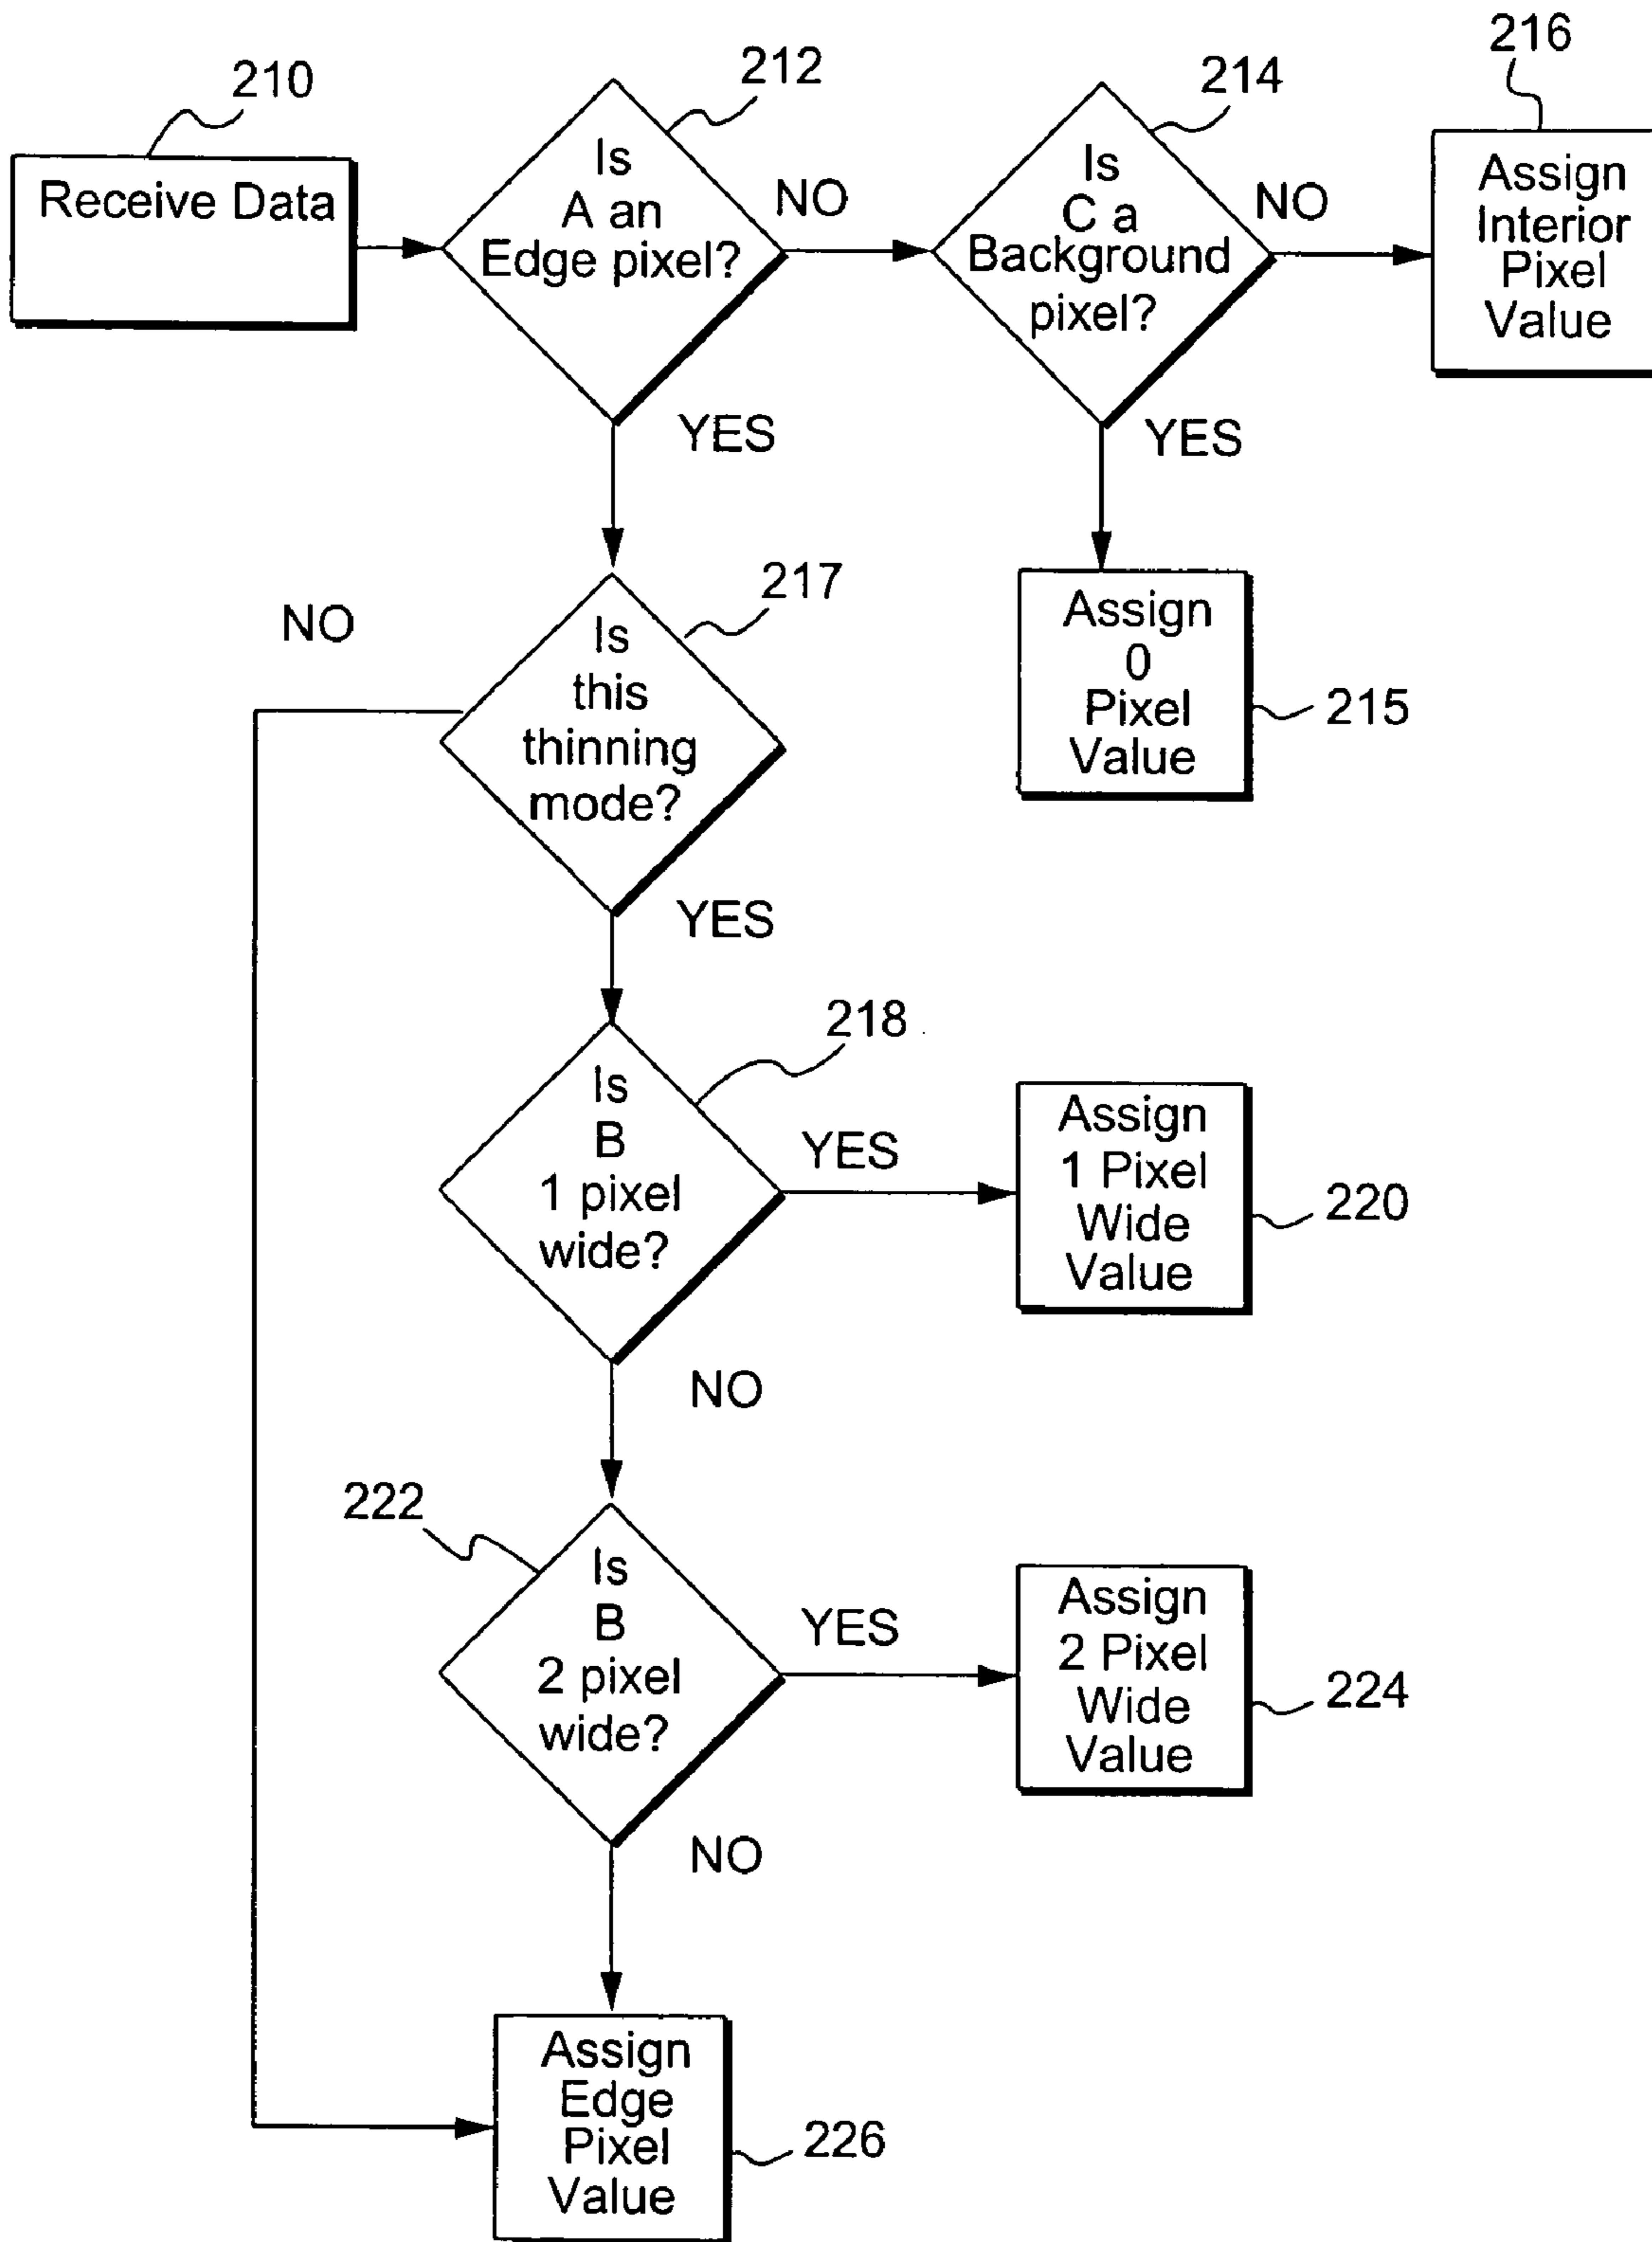 210
Receive Data
212
Is
A an
Edge pixel?
NO
YES
214
Is
C a
Background
pixel?
NO
YES
216
Assign
Interior
Pixel
Value
Assign
0
Pixel
Value
215
217
Is
this
thinning
mode?
NO
YES
218
Is
B
1 pixel
wide?
YES
NO
Assign
1 Pixel
Wide
Value
220
222
Is
B
2 pixel
wide?
YES
NO
Assign
2 Pixel
Wide
Value
224
Assign
Edge
Pixel
Value
226